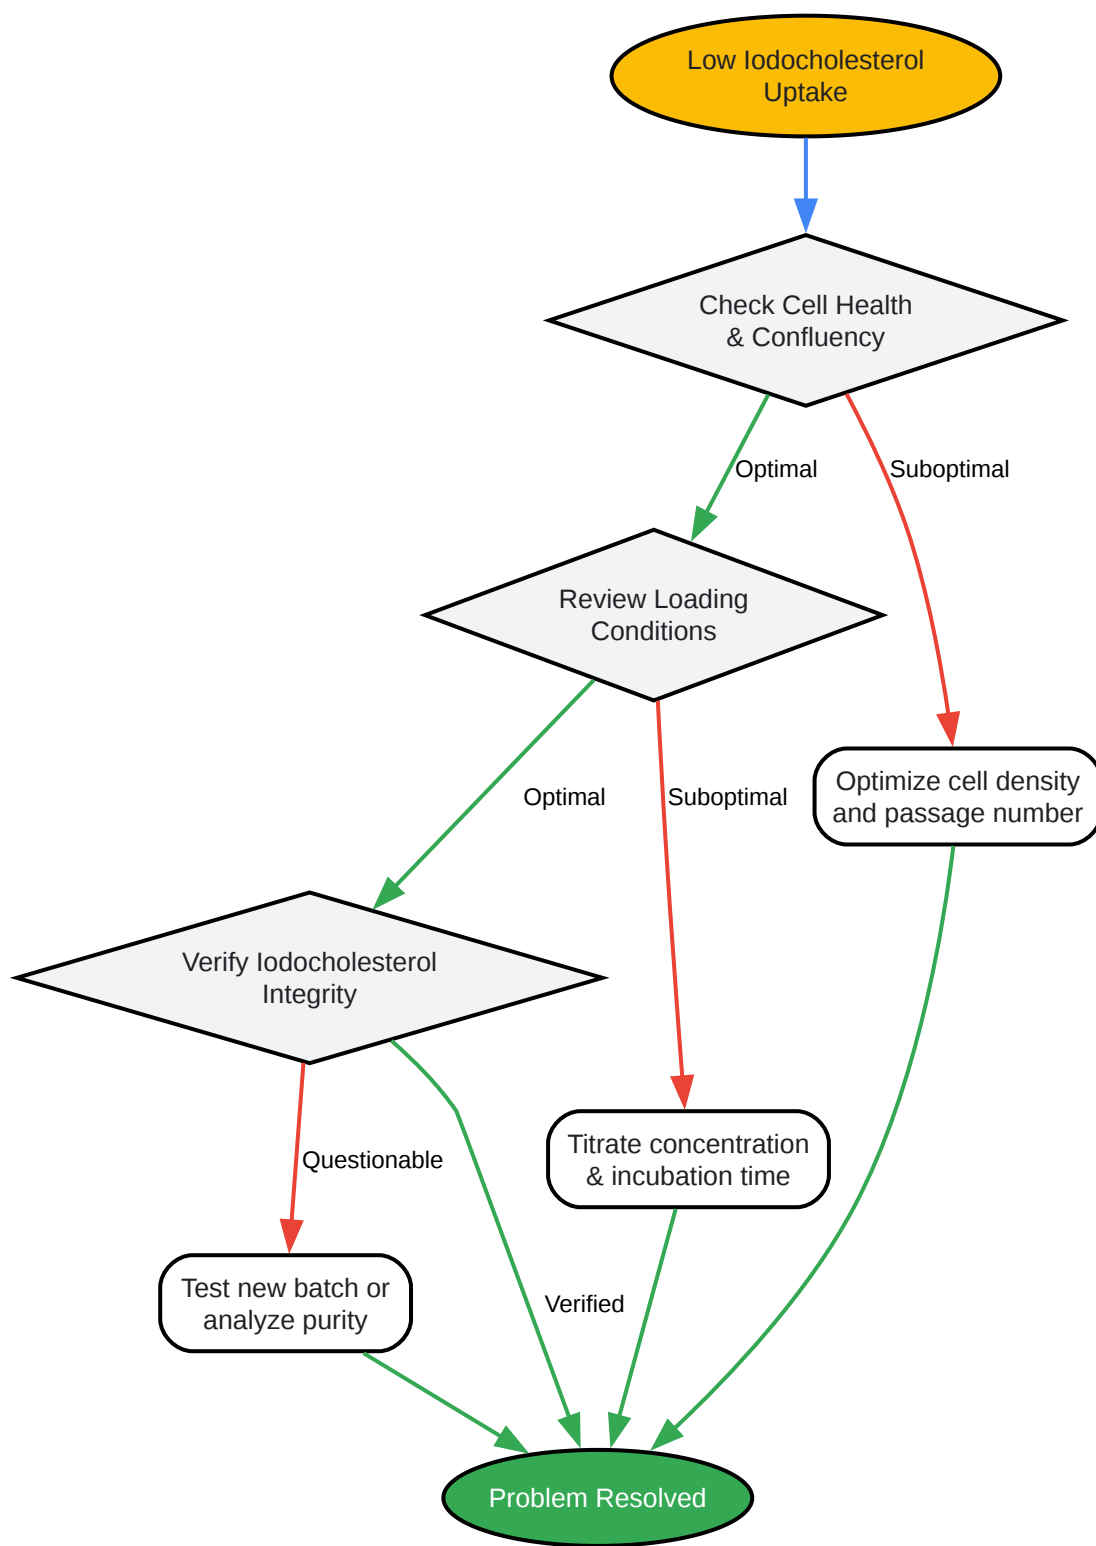 Low Iodocholesterol
Uptake
Check Cell Health
& Confluency
Optimal
Suboptimal
Review Loading
Conditions
Optimal
Suboptimal
Optimize cell density
and passage number
Verify Iodocholesterol
Integrity
Questionable
Titrate concentration
& incubation time
Test new batch or
analyze purity
Verified
Problem Resolved